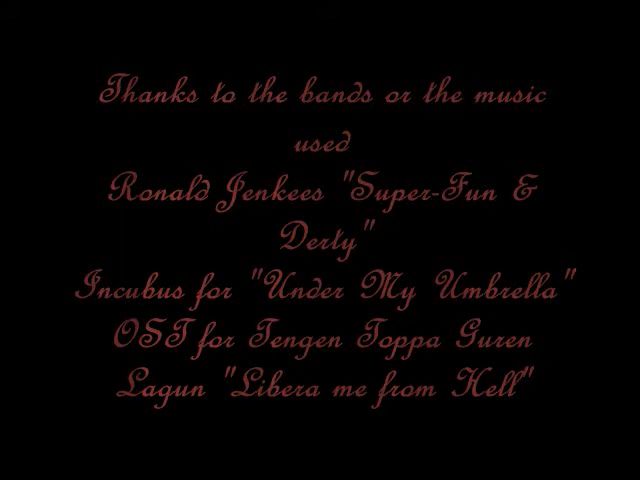 Thanks to the bands or the music
used
Ronald Jenkees "Super-Fun &
Derty"
Incubus for "Under My Umbrella"
OST for Tengen Toppa Guren
Lagun "Libera me from Hell"